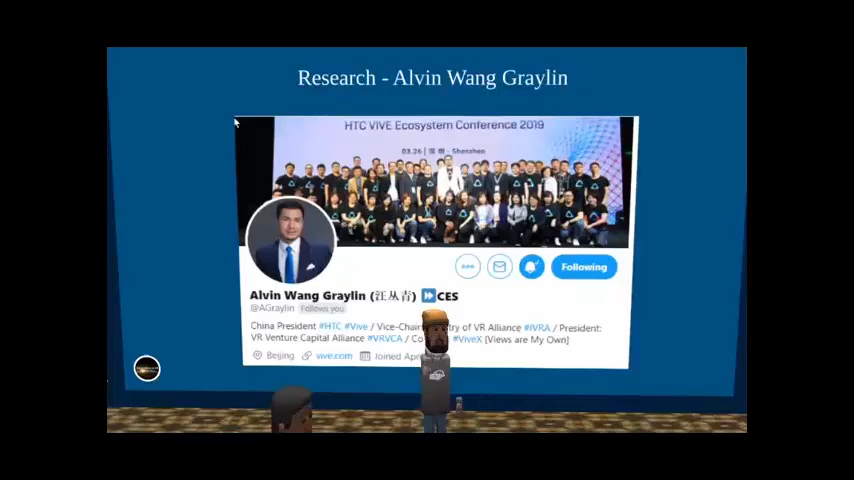 Research - Alvin Wang Graylin
HTC VIVE Ecosystem Conference 2019
03.26 | 深圳 - Shenzhen
Following
Alvin Wang Graylin (汪丛青) ⏩CES
@AGraylin Follows you
China President #HTC #Vive / Vice-Chair try of VR Alliance #IVRA / President:
VR Venture Capital Alliance #VRVCA / #ViveX [Views are My Own]
Beijing vive.com Joined